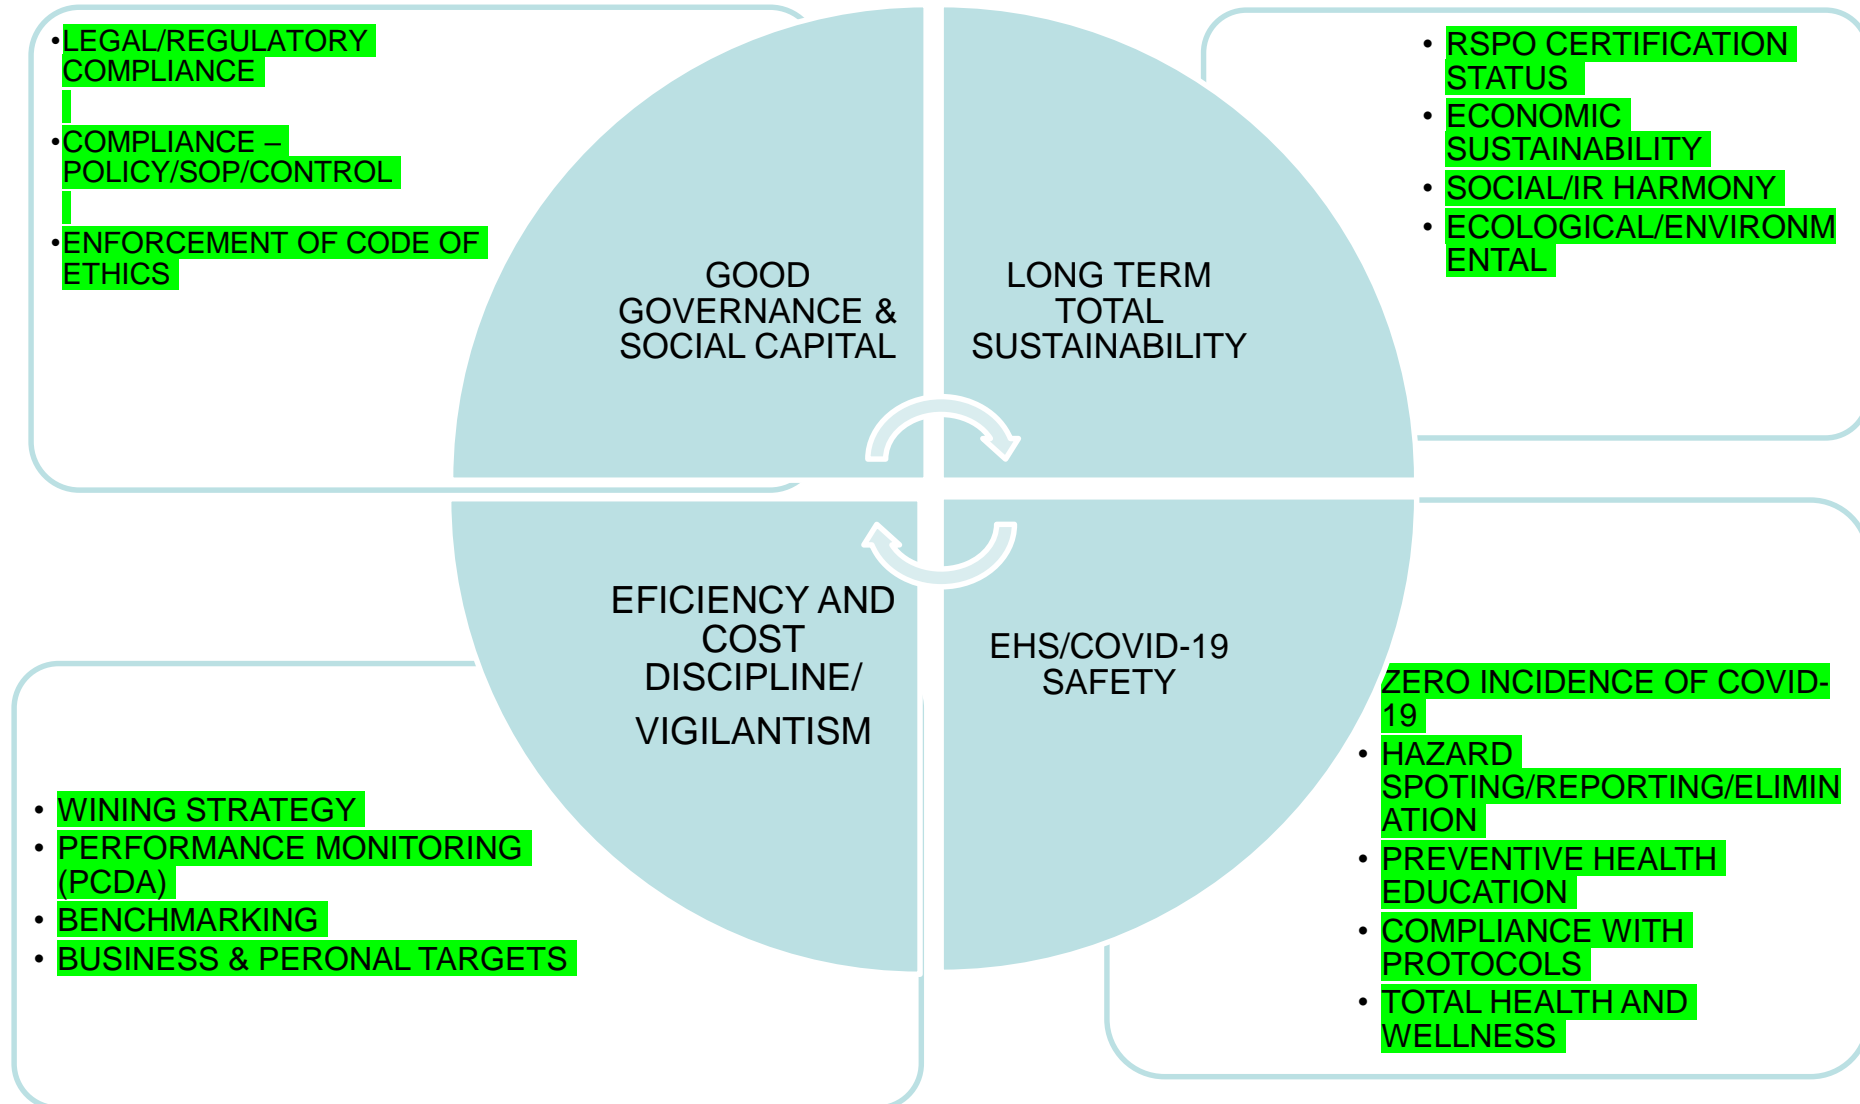 •LEGAL/REGULATORY
COMPLIANCE
•COMPLIANCE –
POLICY/SOP/CONTROL
•ENFORCEMENT OF CODE OF
ETHICS
GOOD
GOVERNANCE &
SOCIAL CAPITAL
LONG TERM
TOTAL
SUSTAINABILITY
• RSPO CERTIFICATION
STATUS
• ECONOMIC
SUSTAINABILITY
• SOCIAL/IR HARMONY
• ECOLOGICAL/ENVIRONM
ENTAL
EFICIENCY AND
COST
DISCIPLINE/
VIGILANTISM
EHS/COVID-19
SAFETY
• WINING STRATEGY
• PERFORMANCE MONITORING
(PCDA)
• BENCHMARKING
• BUSINESS & PERONAL TARGETS
ZERO INCIDENCE OF COVID-
19
• HAZARD
SPOTING/REPORTING/ELIMIN
ATION
• PREVENTIVE HEALTH
EDUCATION
• COMPLIANCE WITH
PROTOCOLS
• TOTAL HEALTH AND
WELLNESS